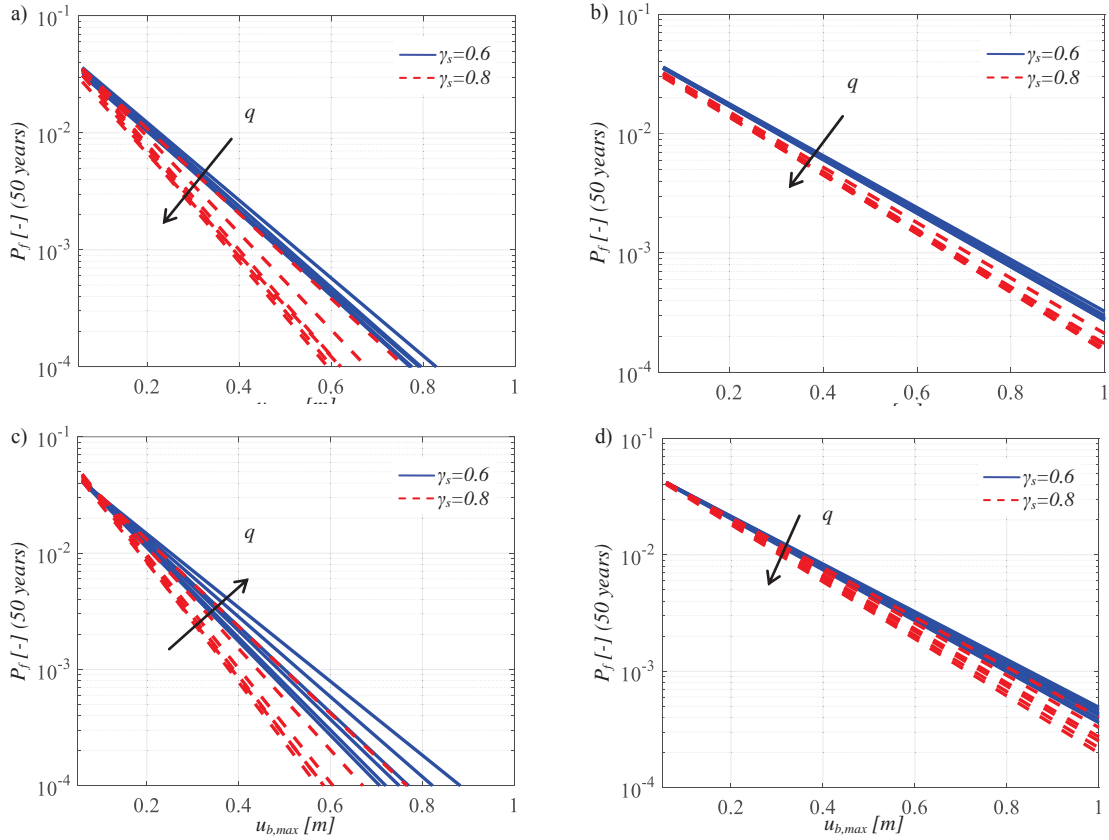 a)
10^-1
10^-2
10^-3
10^-4
P_f [-] (50 years)
γ_s=0.6
γ_s=0.8
q
0.2 0.4 0.6 0.8 1
b)
10^-1
10^-2
10^-3
10^-4
P_f [-] (50 years)
γ_s=0.6
γ_s=0.8
q
0.2 0.4 0.6 0.8 1
c)
10^-1
10^-2
10^-3
10^-4
P_f [-] (50 years)
γ_s=0.6
γ_s=0.8
q
0.2 0.4 0.6 0.8 1
u_b,max [m]
d)
10^-1
10^-2
10^-3
10^-4
P_f [-] (50 years)
γ_s=0.6
γ_s=0.8
q
0.2 0.4 0.6 0.8 1
u_b,max [m]